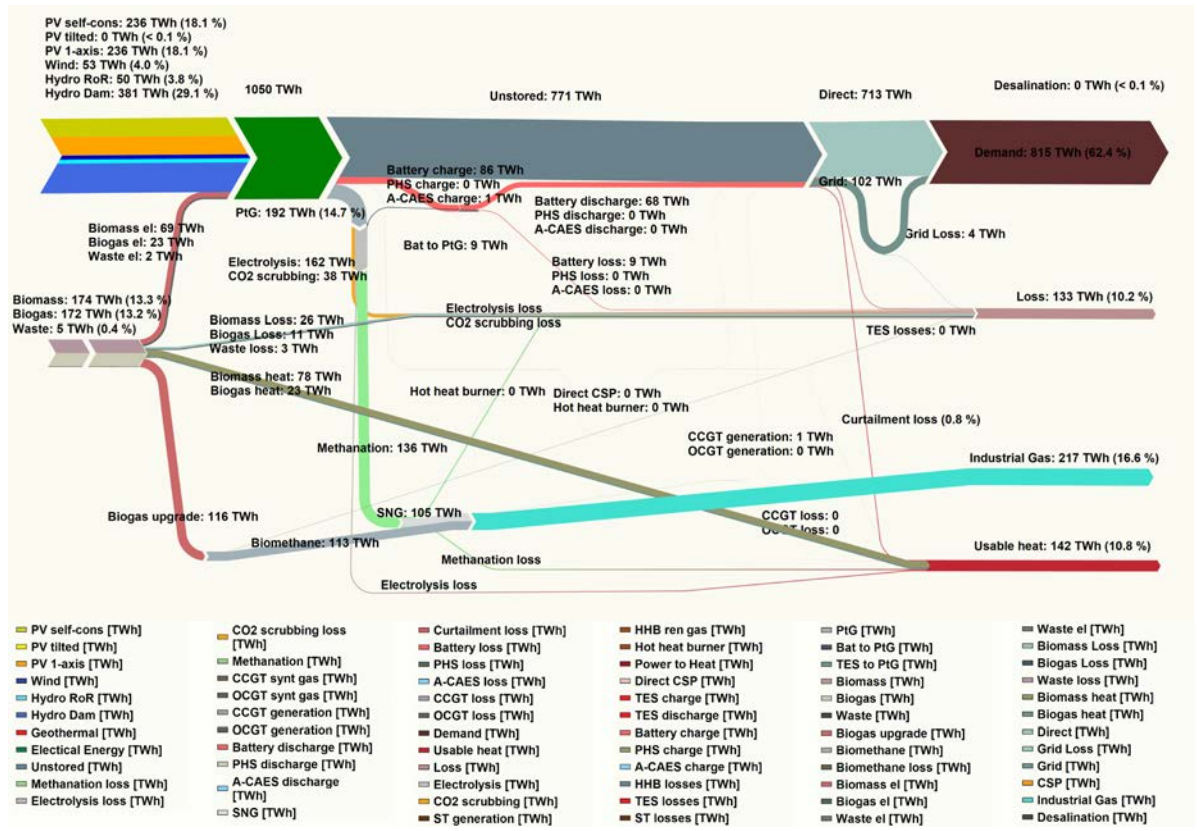 PV self-cons: 236 TWh (18.1 %)
PV tilted: 0 TWh (< 0.1 %)
PV 1-axis: 236 TWh (18.1 %)
Wind: 53 TWh (4.0 %)
Hydro RoR: 50 TWh (3.8 %)
Hydro Dam: 381 TWh (29.1 %)
1050 TWh
Unstored: 771 TWh
Direct: 713 TWh
Desalination: 0 TWh (< 0.1 %)
Demand: 815 TWh (62.4 %)
Battery charge: 86 TWh
PHS charge: 0 TWh
A-CAES charge: 1 TWh
Grid: 102 TWh
Battery discharge: 68 TWh
PHS discharge: 0 TWh
A-CAES discharge: 0 TWh
PtG: 192 TWh (14.7 %)
Biomass el: 69 TWh
Biogas el: 23 TWh
Waste el: 2 TWh
Bat to PtG: 9 TWh
Grid Loss: 4 TWh
Electrolysis: 162 TWh
CO2 scrubbing: 38 TWh
Battery loss: 9 TWh
PHS loss: 0 TWh
A-CAES loss: 0 TWh
Biomass: 174 TWh (13.3 %)
Biogas: 172 TWh (13.2 %)
Waste: 5 TWh (0.4 %)
Loss: 133 TWh (10.2 %)
Electrolysis loss
CO2 scrubbing loss
TES losses: 0 TWh
Biomass Loss: 26 TWh
Biogas Loss: 11 TWh
Waste loss: 3 TWh
Biomass heat: 78 TWh
Biogas heat: 23 TWh
Hot heat burner: 0 TWh
Direct CSP: 0 TWh
Hot heat burner: 0 TWh
Curtailment loss (0.8 %)
Methanation: 136 TWh
CCGT generation: 1 TWh
OCGT generation: 0 TWh
Industrial Gas: 217 TWh (16.6 %)
Biogas upgrade: 116 TWh
SNG: 105 TWh
CCGT loss: 0
OCGT loss: 0
Biomethane: 113 TWh
Usable heat: 142 TWh (10.8 %)
Methanation loss
Electrolysis loss
PV self-cons [TWh]
PV tilted [TWh]
PV 1-axis [TWh]
Wind [TWh]
Hydro RoR [TWh]
Hydro Dam [TWh]
Geothermal [TWh]
Electical Energy [TWh]
Unstored [TWh]
Methanation loss [TWh]
Electrolysis loss [TWh]
CO2 scrubbing loss
[TWh]
Methanation [TWh]
CCGT synt gas [TWh]
OCGT synt gas [TWh]
CCGT generation [TWh]
OCGT generation [TWh]
Battery discharge [TWh]
PHS discharge [TWh]
A-CAES discharge
[TWh]
SNG [TWh]
Curtailment loss [TWh]
Battery loss [TWh]
PHS loss [TWh]
A-CAES loss [TWh]
CCGT loss [TWh]
OCGT loss [TWh]
Demand [TWh]
Usable heat [TWh]
Loss [TWh]
Electrolysis [TWh]
CO2 scrubbing [TWh]
ST generation [TWh]
HHB ren gas [TWh]
Hot heat burner [TWh]
Power to Heat [TWh]
Direct CSP [TWh]
TES charge [TWh]
TES discharge [TWh]
Battery charge [TWh]
PHS charge [TWh]
A-CAES charge [TWh]
HHB losses [TWh]
TES losses [TWh]
ST losses [TWh]
PtG [TWh]
Bat to PtG [TWh]
TES to PtG [TWh]
Biomass [TWh]
Biogas [TWh]
Waste [TWh]
Biogas upgrade [TWh]
Biomethane [TWh]
Biomethane loss [TWh]
Biomass el [TWh]
Biogas el [TWh]
Waste el [TWh]
Waste el [TWh]
Biomass Loss [TWh]
Biogas Loss [TWh]
Waste loss [TWh]
Biomass heat [TWh]
Biogas heat [TWh]
Direct [TWh]
Grid Loss [TWh]
Grid [TWh]
CSP [TWh]
Industrial Gas [TWh]
Desalination [TWh]